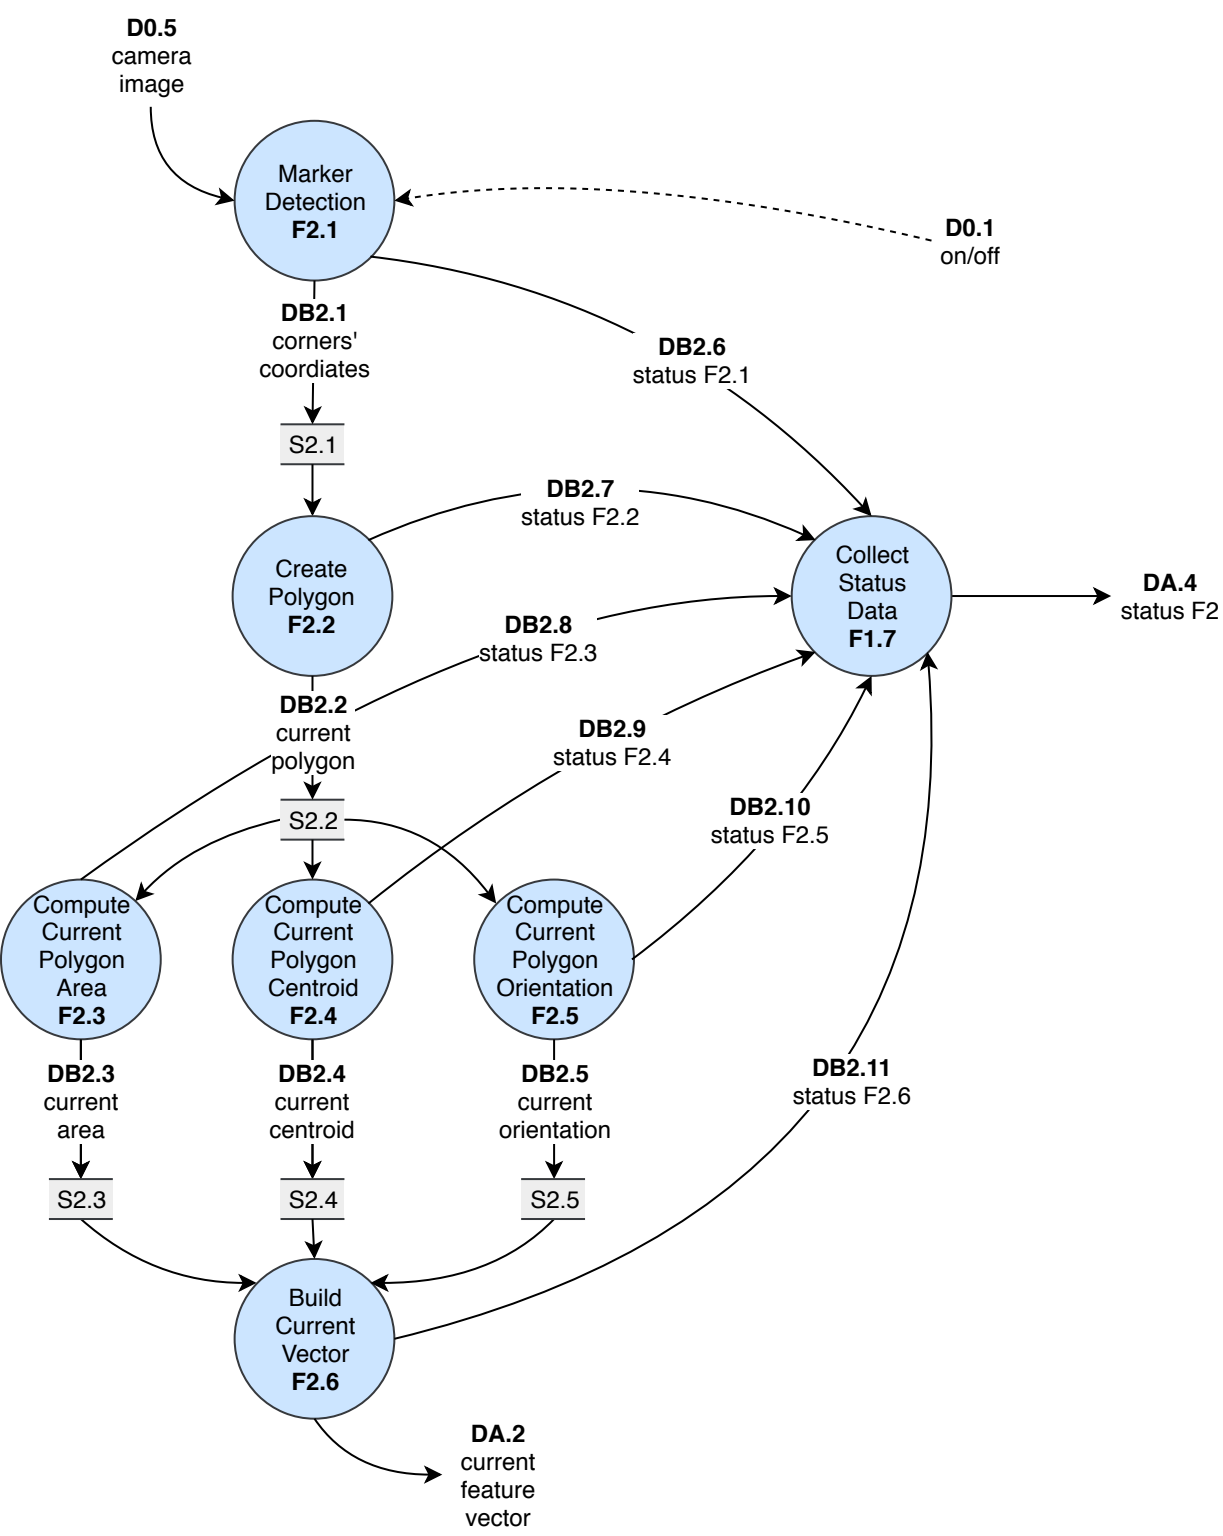 D0.5
camera
image
Marker
Detection
F2.1
D0.1
on/off
DB2.1
corners'
coordiates
DB2.6
status F2.1
S2.1
DB2.7
status F2.2
Create
Polygon
F2.2
Collect
Status
Data
F1.7
DA.4
status F2
DB2.8
status F2.3
DB2.2
current
polygon
DB2.9
status F2.4
S2.2
DB2.10
status F2.5
Compute
Current
Polygon
Area
F2.3
Compute
Current
Polygon
Centroid
F2.4
Compute
Current
Polygon
Orientation
F2.5
DB2.3
current
area
DB2.4
current
centroid
DB2.5
current
orientation
DB2.11
status F2.6
S2.3
S2.4
S2.5
Build
Current
Vector
F2.6
DA.2
current
feature
vector